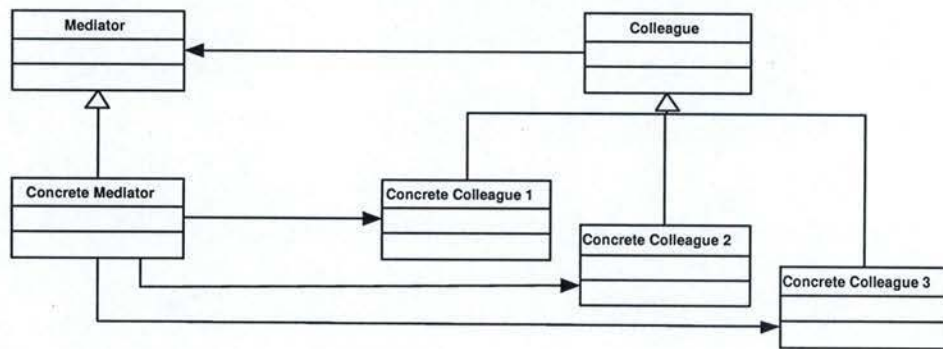 Mediator
Colleague
Concrete Mediator
Concrete Colleague 1
Concrete Colleague 2
Concrete Colleague 3